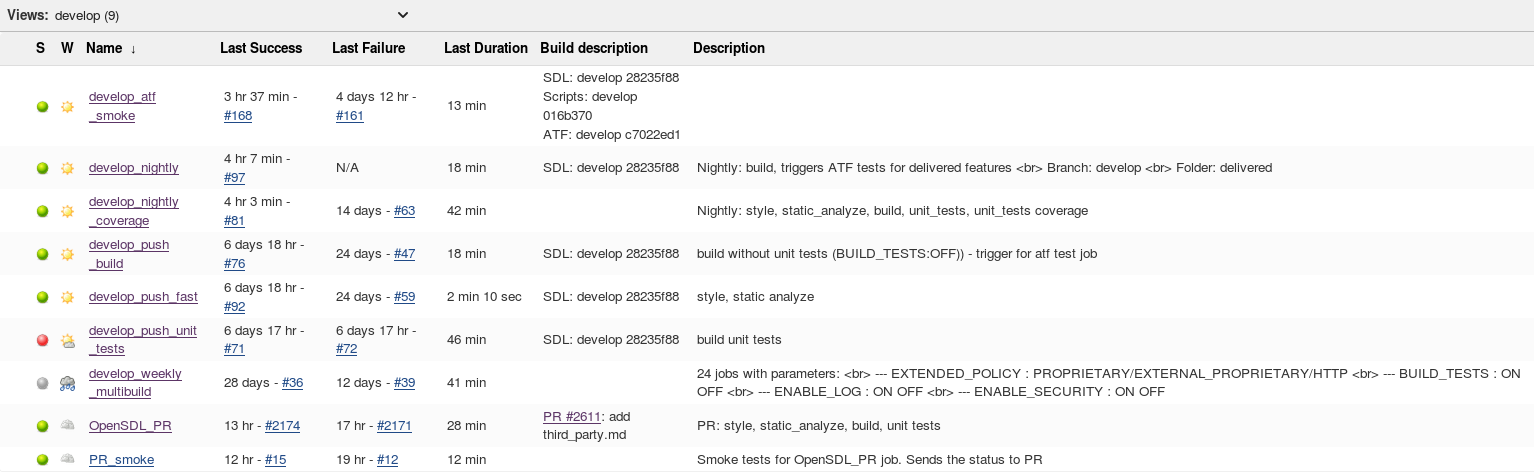 Views: develop (9)
S W Name ↓ Last Success Last Failure Last Duration Build description Description
develop_atf
_smoke
3 hr 37 min -
#168
4 days 12 hr -
#161
13 min
SDL: develop 28235f88
Scripts: develop
016b370
ATF: develop c7022ed1
develop_nightly
4 hr 7 min -
#97
N/A
18 min
SDL: develop 28235f88
Nightly: build, triggers ATF tests for delivered features <br> Branch: develop <br> Folder: delivered
develop_nightly
_coverage
4 hr 3 min -
#81
14 days - #63
42 min
Nightly: style, static_analyze, build, unit_tests, unit_tests coverage
develop_push
_build
6 days 18 hr -
#76
24 days - #47
18 min
SDL: develop 28235f88
build without unit tests (BUILD_TESTS:OFF)) - trigger for atf test job
develop_push_fast
6 days 18 hr -
#92
24 days - #59
2 min 10 sec
SDL: develop 28235f88
style, static analyze
develop_push_unit
_tests
6 days 17 hr -
#71
6 days 17 hr -
#72
46 min
SDL: develop 28235f88
build unit tests
develop_weekly
_multibuild
28 days - #36
12 days - #39
41 min
24 jobs with parameters: <br> --- EXTENDED_POLICY : PROPRIETARY/EXTERNAL_PROPRIETARY/HTTP <br> --- BUILD_TESTS : ON
OFF <br> --- ENABLE_LOG : ON OFF <br> --- ENABLE_SECURITY : ON OFF
OpenSDL_PR
13 hr - #2174
17 hr - #2171
28 min
PR #2611: add
third_party.md
PR: style, static_analyze, build, unit tests
PR_smoke
12 hr - #15
19 hr - #12
12 min
Smoke tests for OpenSDL_PR job. Sends the status to PR